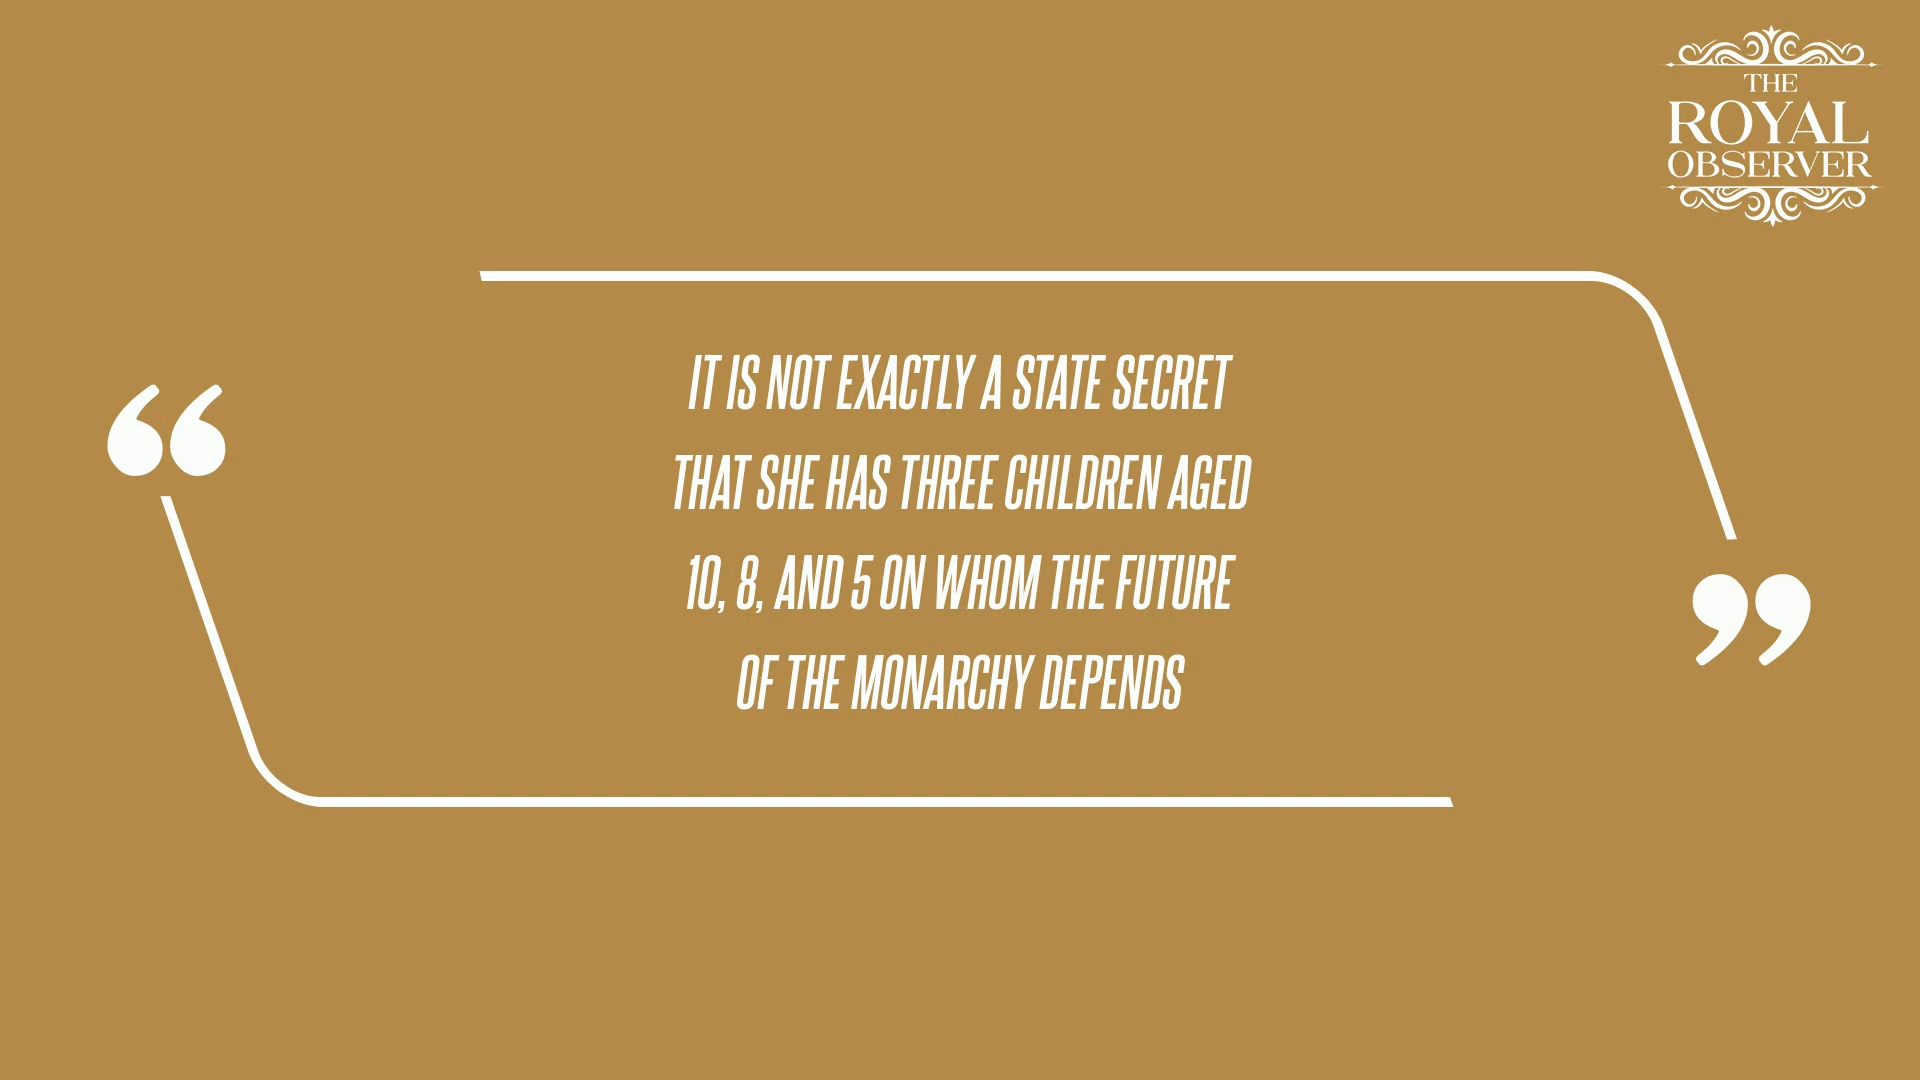 THE
ROYAL
OBSERVER
“
IT IS NOT EXACTLY A STATE SECRET
THAT SHE HAS THREE CHILDREN AGED
10, 8, AND 5 ON WHOM THE FUTURE
OF THE MONARCHY DEPENDS
”